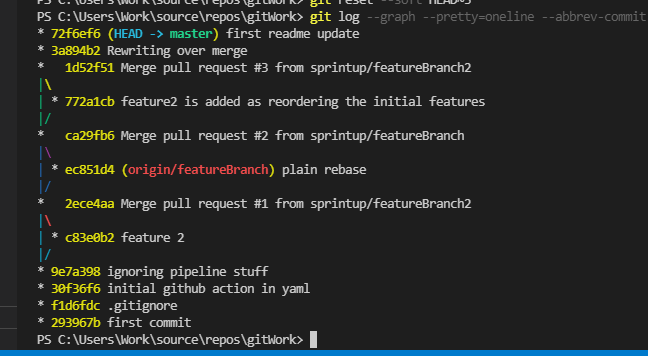 PS C:\Users\Work\source\repos\gitWork> git reset --soft HEAD~3
PS C:\Users\Work\source\repos\gitWork> git log --graph --pretty=oneline --abbrev-commit
* 72f6ef6 (HEAD -> master) first readme update
* 3a894b2 Rewriting over merge
*   1d52f51 Merge pull request #3 from sprintup/featureBranch2
|\
| * 772a1cb feature2 is added as reordering the initial features
|/
*   ca29fb6 Merge pull request #2 from sprintup/featureBranch
|\
| * ec851d4 (origin/featureBranch) plain rebase
|/
*   2ece4aa Merge pull request #1 from sprintup/featureBranch2
|\
| * c83e0b2 feature 2
|/
* 9e7a398 ignoring pipeline stuff
* 30f36f6 initial github action in yaml
* f1d6fdc .gitignore
* 293967b first commit
PS C:\Users\Work\source\repos\gitWork>